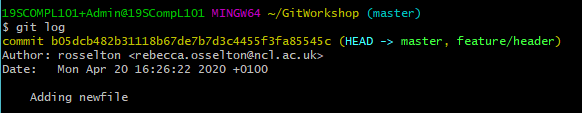 19SCOMPL101+Admin@19SCompL101 MINGW64 ~/GitWorkshop (master)
$ git log
commit b05dcb482b31118b67de7b7d3c4455f3fa85545c (HEAD -> master, feature/header)
Author: rosselton <rebecca.osselton@ncl.ac.uk>
Date:   Mon Apr 20 16:26:22 2020 +0100
    Adding newfile